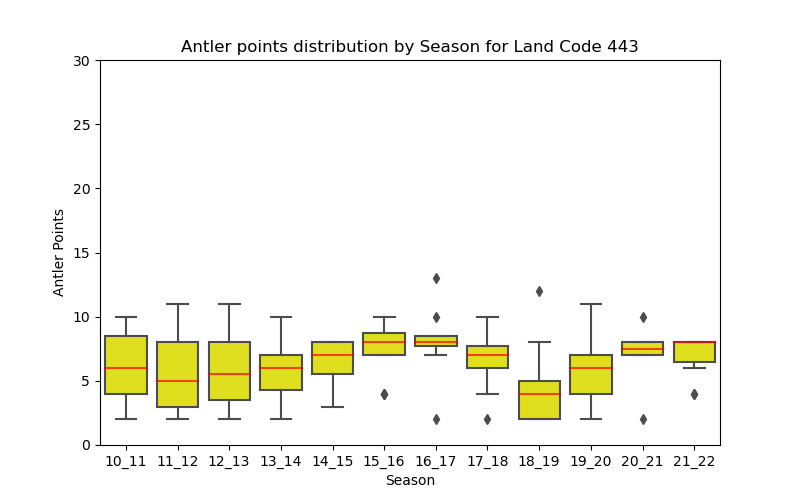 Antler points distribution by Season for Land Code 443
30
25
20
15
10
5
0
Antler Points
10_11 11_12 12_13 13_14 14_15 15_16 16_17 17_18 18_19 19_20 20_21 21_22
Season